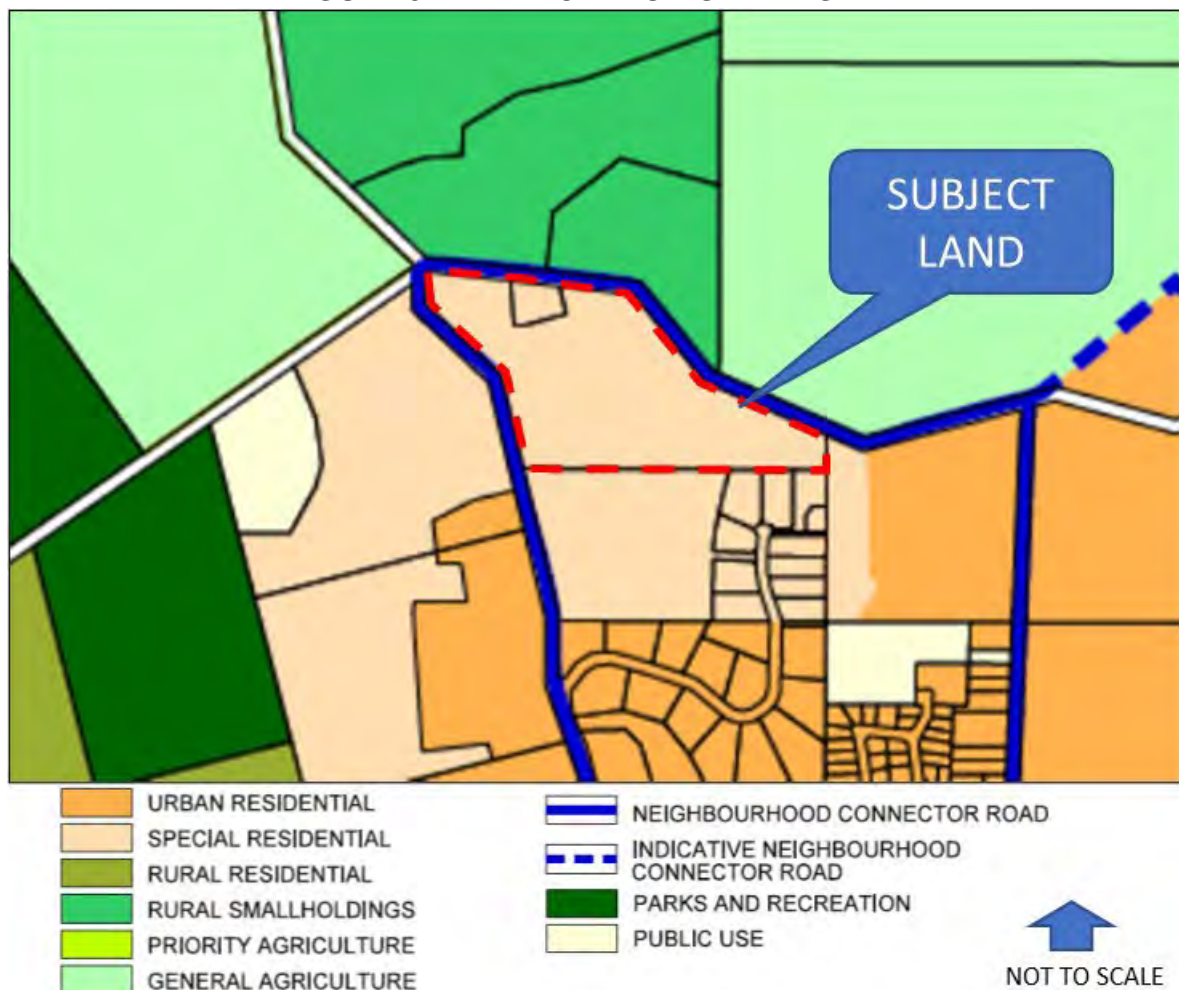 SUBJECT
LAND
URBAN RESIDENTIAL
SPECIAL RESIDENTIAL
RURAL RESIDENTIAL
RURAL SMALLHOLDINGS
PRIORITY AGRICULTURE
GENERAL AGRICULTURE
NEIGHBOURHOOD CONNECTOR ROAD
INDICATIVE NEIGHBOURHOOD
CONNECTOR ROAD
PARKS AND RECREATION
PUBLIC USE
NOT TO SCALE